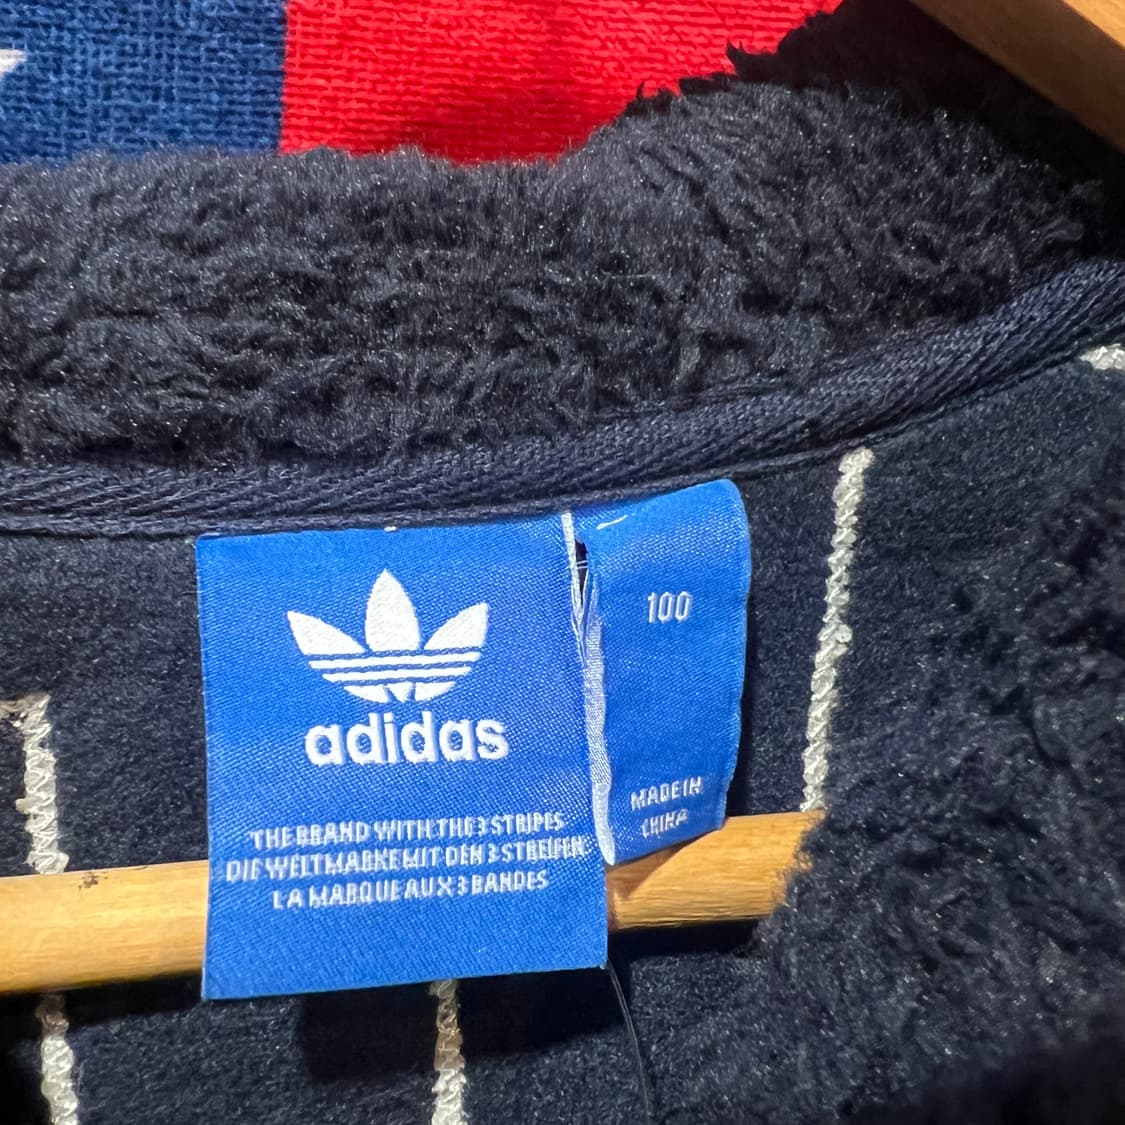 adidas
THE BRAND WITH THE 3 STRIPES
DIE WELTMARKE MIT DEN 3 STREIFEN
LA MARQUE AUX 3 BANDES
100
MADE IN
CHINA